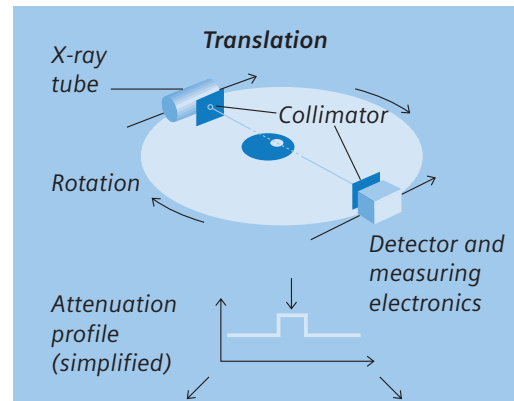 Translation
X-ray
tube
Collimator
Rotation
Detector and
measuring
electronics
Attenuation
profile
(simplified)